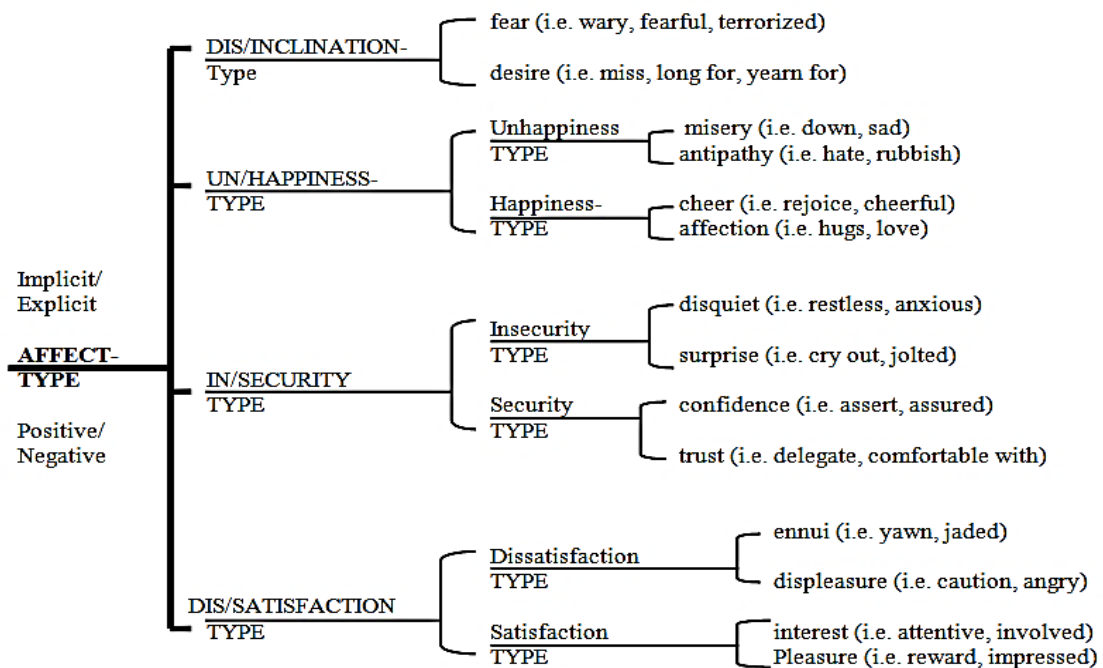 fear (i.e. wary, fearful, terrorized)
DIS/INCLINATION-
Type
desire (i.e. miss, long for, yearn for)
Unhappiness
TYPE
misery (i.e. down, sad)
antipathy (i.e. hate, rubbish)
UN/HAPPINESS-
TYPE
Happiness-
TYPE
cheer (i.e. rejoice, cheerful)
affection (i.e. hugs, love)
Implicit/
Explicit
AFFECT-
TYPE
Positive/
Negative
disquiet (i.e. restless, anxious)
Insecurity
TYPE
surprise (i.e. cry out, jolted)
IN/SECURITY
TYPE
Security
TYPE
confidence (i.e. assert, assured)
trust (i.e. delegate, comfortable with)
ennui (i.e. yawn, jaded)
Dissatisfaction
TYPE
displeasure (i.e. caution, angry)
DIS/SATISFACTION
TYPE
Satisfaction
TYPE
interest (i.e. attentive, involved)
Pleasure (i.e. reward, impressed)